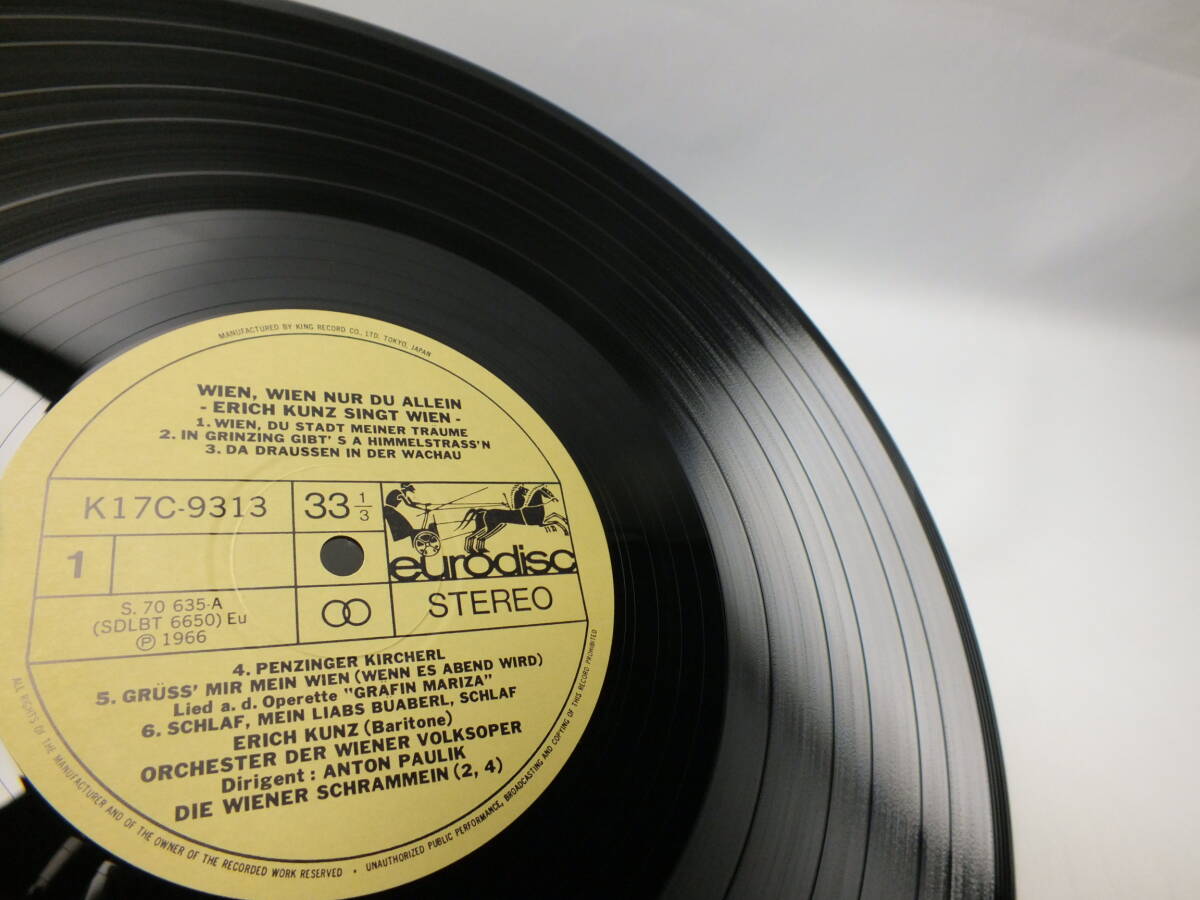 MANUFACTURED BY KING RECORD CO., LTD. TOKYO, JAPAN
WIEN, WIEN NUR DU ALLEIN
- ERICH KUNZ SINGT WIEN -
1. WIEN, DU STADT MEINER TRAUME
2. IN GRINZING GIBT' S A HIMMELSTRASS'N
3. DA DRAUSSEN IN DER WACHAU
K17C-9313
33 1/3
eurodisc
1
S. 70 635-A
(SDLBT 6650) Eu
Ⓟ 1966
STEREO
4. PENZINGER KIRCHERL
5. GRÜSS' MIR MEIN WIEN (WENN ES ABEND WIRD)
Lied a. d. Operette "GRAFIN MARIZA"
6. SCHLAF, MEIN LIABS BUABERL, SCHLAF
ERICH KUNZ (Baritone)
ORCHESTER DER WIENER VOLKSOPER
Dirigent : ANTON PAULIK
DIE WIENER SCHRAMMEIN (2, 4)
ALL RIGHTS OF THE MANUFACTURER AND OF THE OWNER OF THE RECORDED WORK RESERVED • UNAUTHORIZED PUBLIC PERFORMANCE, BROADCASTING AND COPYING OF THIS RECORD PROHIBITED